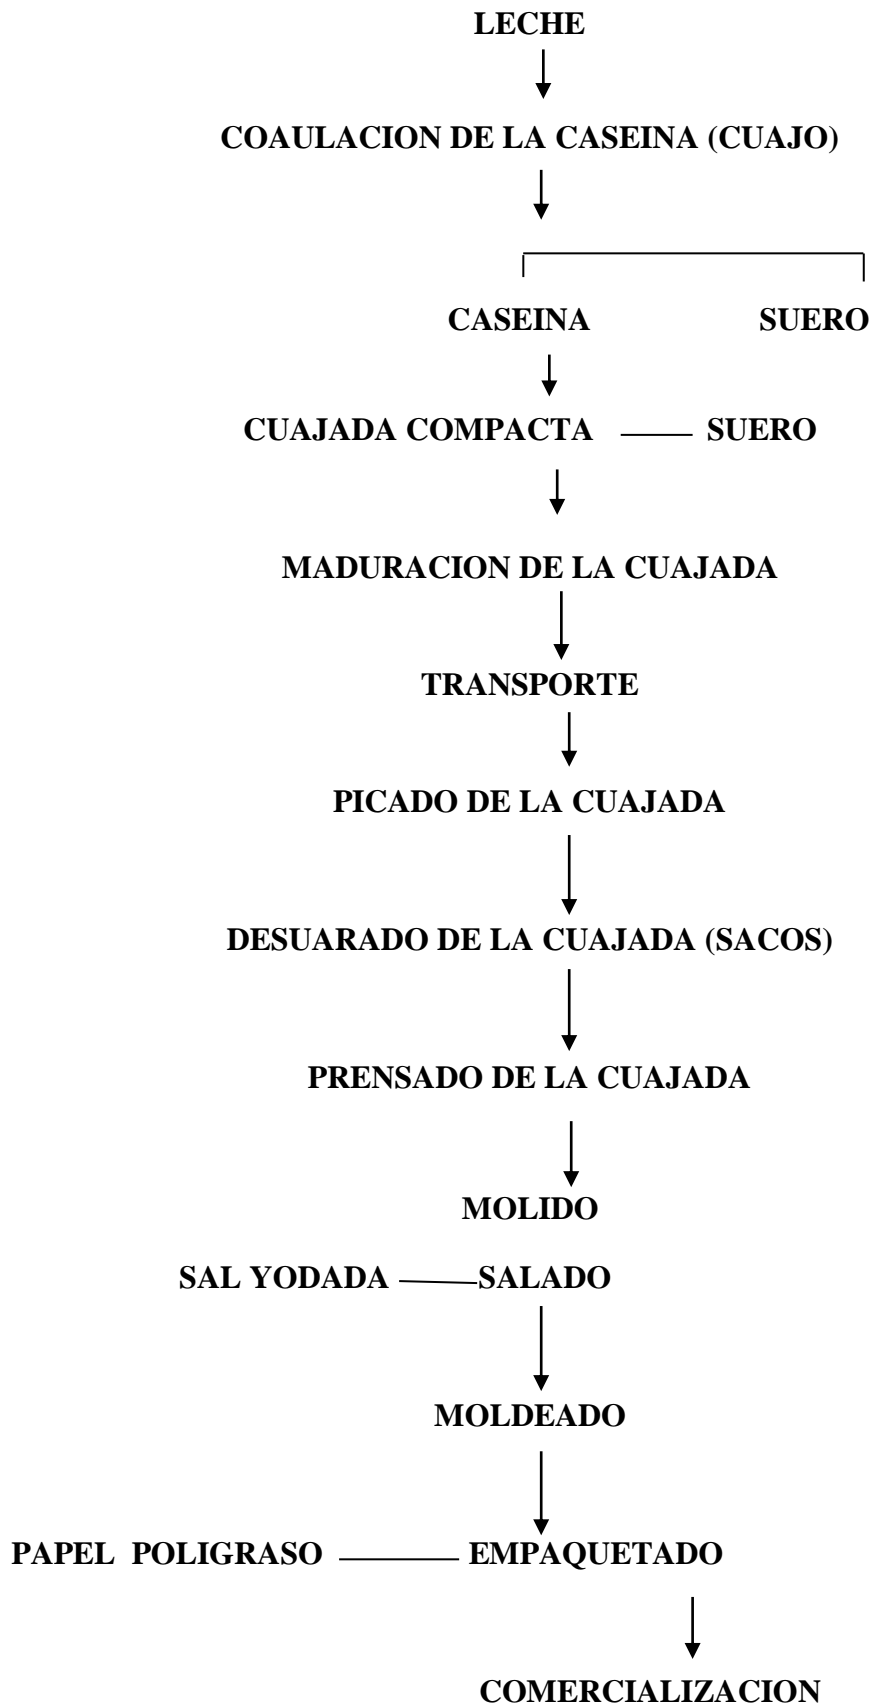 LECHE
COAULACION DE LA CASEINA (CUAJO)
CASEINA SUERO
CUAJADA COMPACTA SUERO
MADURACION DE LA CUAJADA
TRANSPORTE
PICADO DE LA CUAJADA
DESUARADO DE LA CUAJADA (SACOS)
PRENSADO DE LA CUAJADA
MOLIDO
SAL YODADA SALADO
MOLDEADO
PAPEL POLIGRASO EMPAQUETADO
COMERCIALIZACION